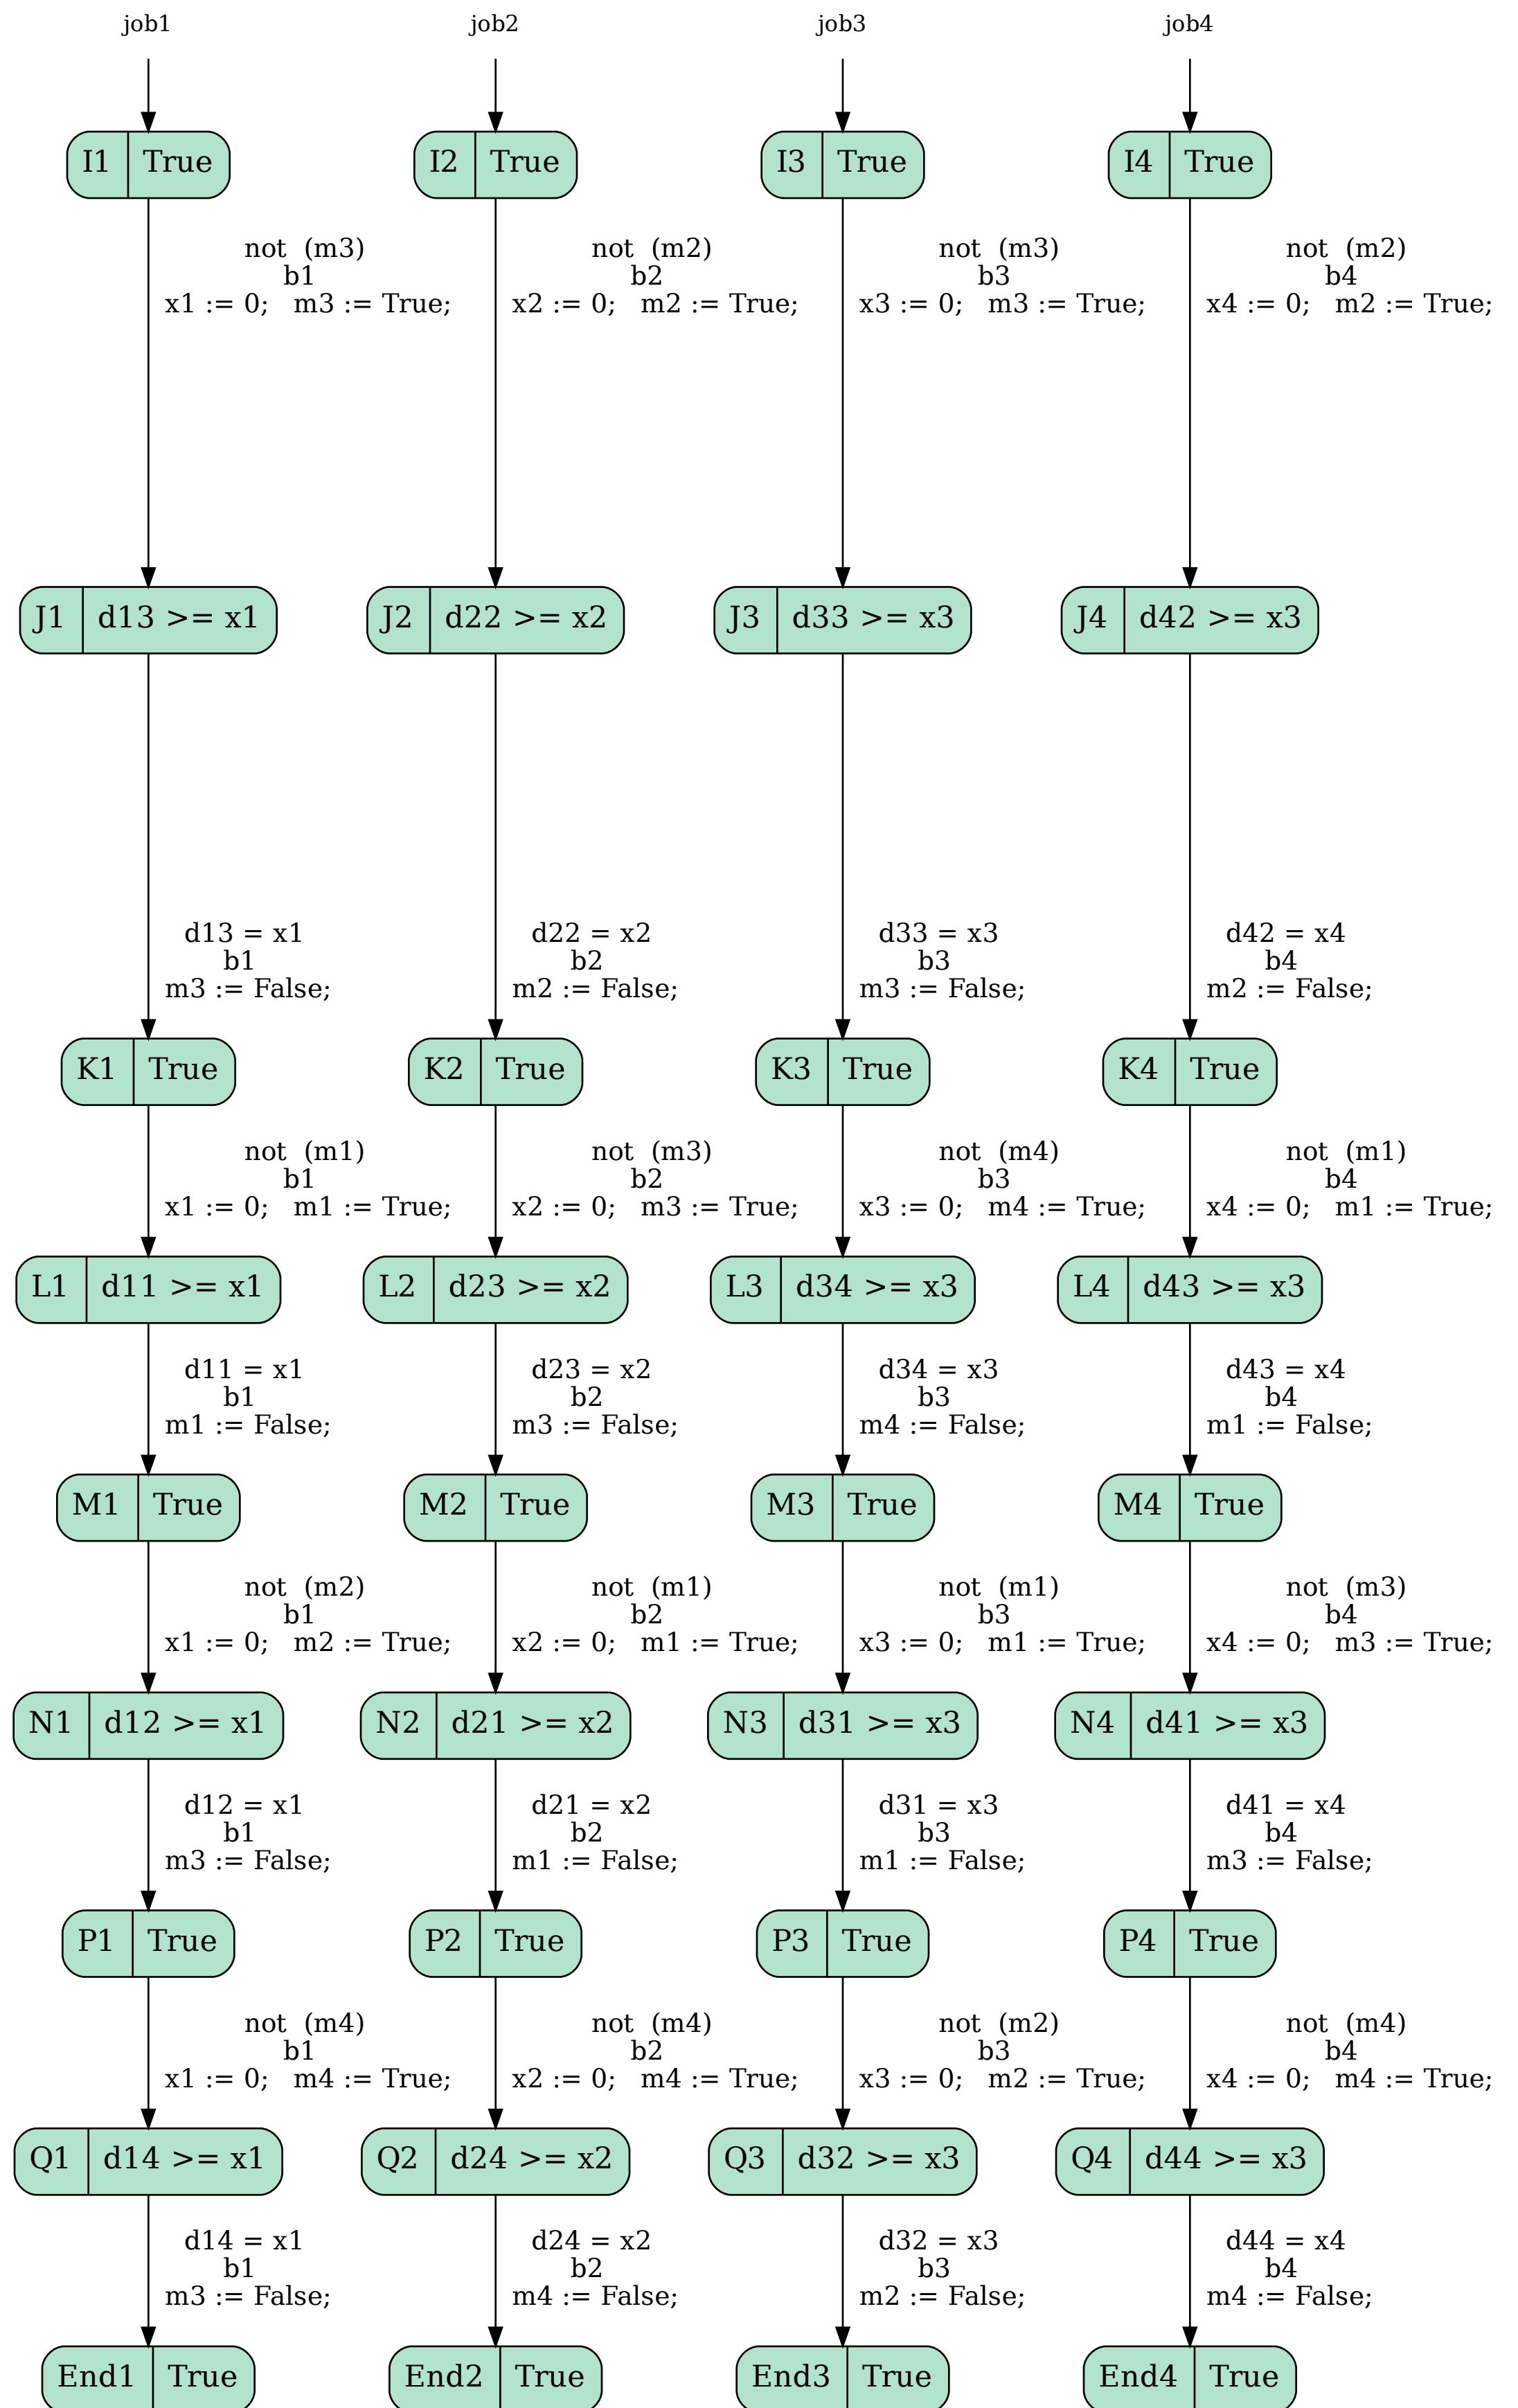 job1 job2 job3 job4
I1 True I2 True I3 True I4 True
not (m3) not (m2) not (m3) not (m2)
b1 b2 b3 b4
x1 := 0; m3 := True; x2 := 0; m2 := True; x3 := 0; m3 := True; x4 := 0; m2 := True;
J1 d13 >= x1 J2 d22 >= x2 J3 d33 >= x3 J4 d42 >= x3
d13 = x1 d22 = x2 d33 = x3 d42 = x4
b1 b2 b3 b4
m3 := False; m2 := False; m3 := False; m2 := False;
K1 True K2 True K3 True K4 True
not (m1) not (m3) not (m4) not (m1)
b1 b2 b3 b4
x1 := 0; m1 := True; x2 := 0; m3 := True; x3 := 0; m4 := True; x4 := 0; m1 := True;
L1 d11 >= x1 L2 d23 >= x2 L3 d34 >= x3 L4 d43 >= x3
d11 = x1 d23 = x2 d34 = x3 d43 = x4
b1 b2 b3 b4
m1 := False; m3 := False; m4 := False; m1 := False;
M1 True M2 True M3 True M4 True
not (m2) not (m1) not (m1) not (m3)
b1 b2 b3 b4
x1 := 0; m2 := True; x2 := 0; m1 := True; x3 := 0; m1 := True; x4 := 0; m3 := True;
N1 d12 >= x1 N2 d21 >= x2 N3 d31 >= x3 N4 d41 >= x3
d12 = x1 d21 = x2 d31 = x3 d41 = x4
b1 b2 b3 b4
m3 := False; m1 := False; m1 := False; m3 := False;
P1 True P2 True P3 True P4 True
not (m4) not (m4) not (m2) not (m4)
b1 b2 b3 b4
x1 := 0; m4 := True; x2 := 0; m4 := True; x3 := 0; m2 := True; x4 := 0; m4 := True;
Q1 d14 >= x1 Q2 d24 >= x2 Q3 d32 >= x3 Q4 d44 >= x3
d14 = x1 d24 = x2 d32 = x3 d44 = x4
b1 b2 b3 b4
m3 := False; m4 := False; m2 := False; m4 := False;
End1 True End2 True End3 True End4 True